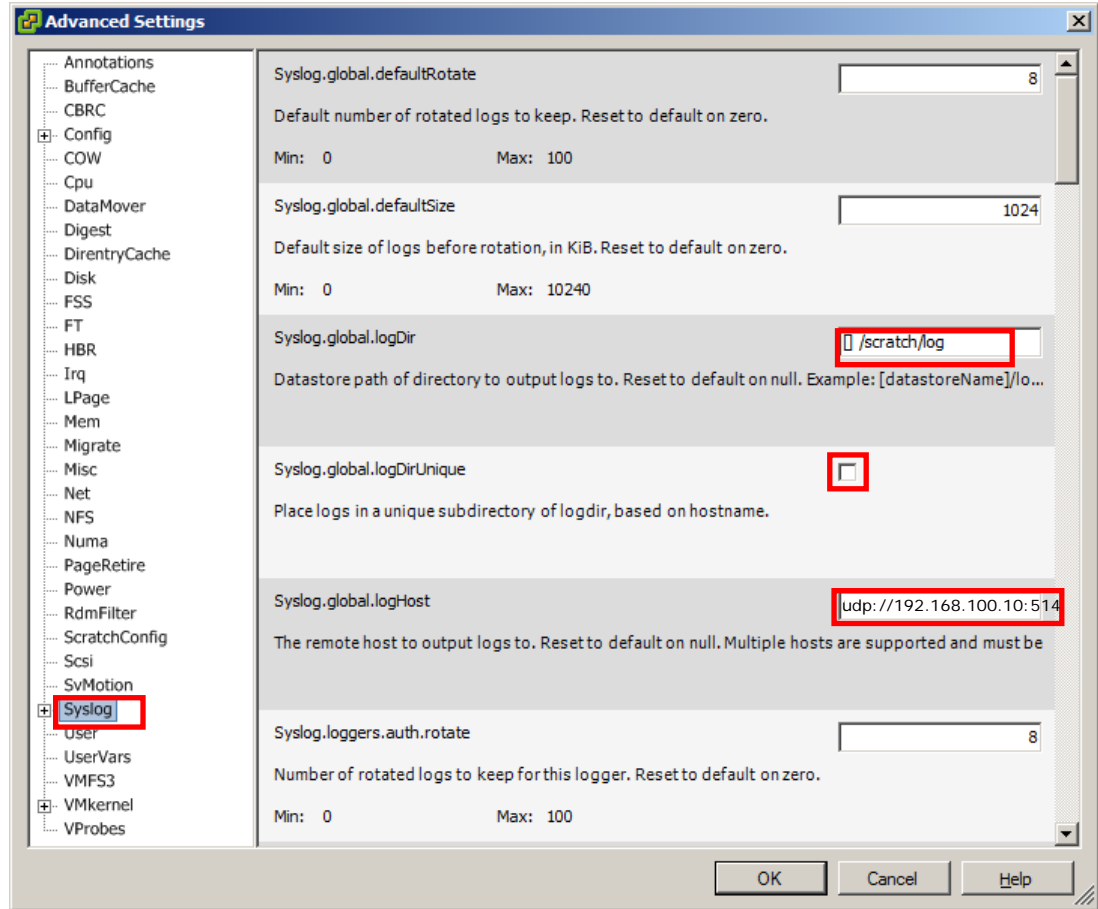 Advanced Settings
Annotations
BufferCache
CBRC
Config
COW
Cpu
DataMover
Digest
DirentryCache
Disk
FSS
FT
HBR
Irq
LPage
Mem
Migrate
Misc
Net
NFS
Numa
PageRetire
Power
RdmFilter
ScratchConfig
Scsi
SvMotion
Syslog
User
UserVars
VMFS3
VMkernel
VProbes
Syslog.global.defaultRotate 8
Default number of rotated logs to keep. Reset to default on zero.
Min: 0 Max: 100
Syslog.global.defaultSize 1024
Default size of logs before rotation, in KiB. Reset to default on zero.
Min: 0 Max: 10240
Syslog.global.logDir [] /scratch/log
Datastore path of directory to output logs to. Reset to default on null. Example: [datastoreName]/lo...
Syslog.global.logDirUnique
Place logs in a unique subdirectory of logdir, based on hostname.
Syslog.global.logHost udp://192.168.100.10:514
The remote host to output logs to. Reset to default on null. Multiple hosts are supported and must be
Syslog.loggers.auth.rotate 8
Number of rotated logs to keep for this logger. Reset to default on zero.
Min: 0 Max: 100
OK Cancel Help